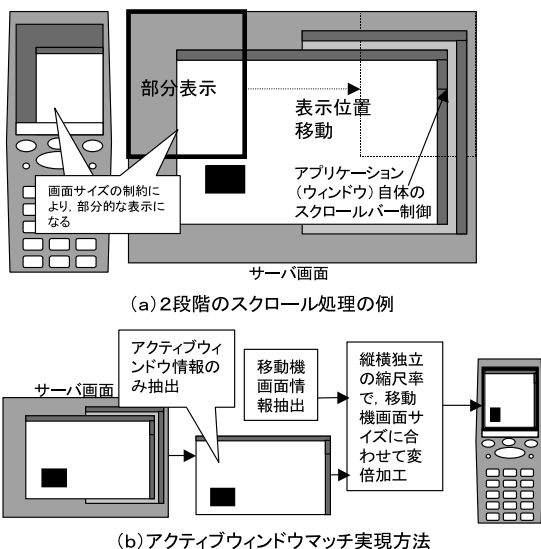 部分表示
表示位置
移動
アプリケーション
（ウィンドウ）自体の
スクロールバー制御
画面サイズの制約
により，部分的な表示に
なる
サーバ画面
（a）２段階のスクロール処理の例
アクティブウィ
ンドウ情報の
み抽出
移動機
画面情
報抽出
縦横独立
の縮尺率
で，移動
機画面サ
イズに合
わせて変
倍加工
サーバ画面
（b）アクティブウィンドウマッチ実現方法